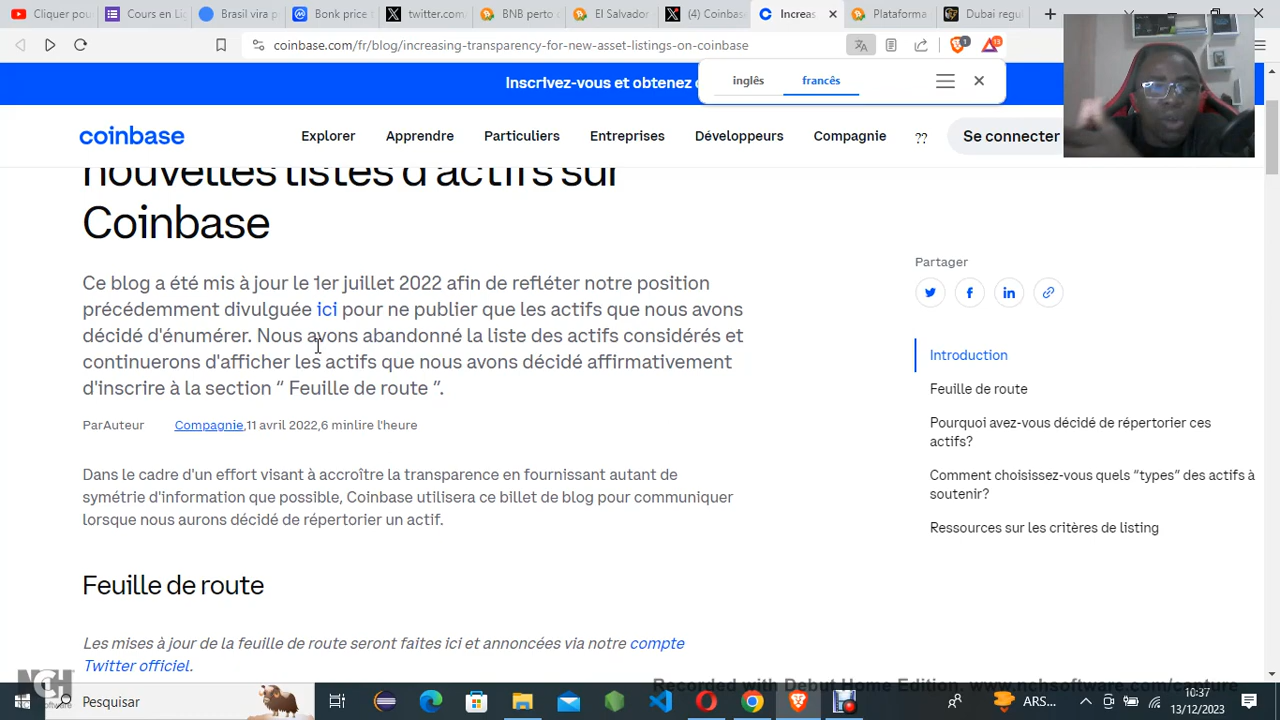 Cliquer pou
Cours en Lig
Brasil vira p
Bonk price t
twitter.com
BNB perto d
El Salvador
(4) Coinbas
Increas
Plataforma
Dubai regu
coinbase.com/fr/blog/increasing-transparency-for-new-asset-listings-on-coinbase
1
13
Inscrivez-vous et obtenez
inglês
francês
coinbase
Explorer
Apprendre
Particuliers
Entreprises
Développeurs
Compagnie
??
Se connecter
nouvelles listes d'actifs sur
Coinbase
Ce blog a été mis à jour le 1er juillet 2022 afin de refléter notre position
précédemment divulguée ici pour ne publier que les actifs que nous avons
décidé d'énumérer. Nous avons abandonné la liste des actifs considérés et
continuerons d'afficher les actifs que nous avons décidé affirmativement
d'inscrire à la section “ Feuille de route ”.
ParAuteur Compagnie,11 avril 2022,6 minlire l'heure
Dans le cadre d'un effort visant à accroître la transparence en fournissant autant de
symétrie d'information que possible, Coinbase utilisera ce billet de blog pour communiquer
lorsque nous aurons décidé de répertorier un actif.
Feuille de route
Les mises à jour de la feuille de route seront faites ici et annoncées via notre compte
Twitter officiel.
Partager
Introduction
Feuille de route
Pourquoi avez-vous décidé de répertorier ces
actifs?
Comment choisissez-vous quels “types” des actifs à
soutenir?
Ressources sur les critères de listing
NCH
NCH Software
Recorded with Debut Home Edition. www.nchsoftware.com/capture
Pesquisar
ARS...
10:37
13/12/2023